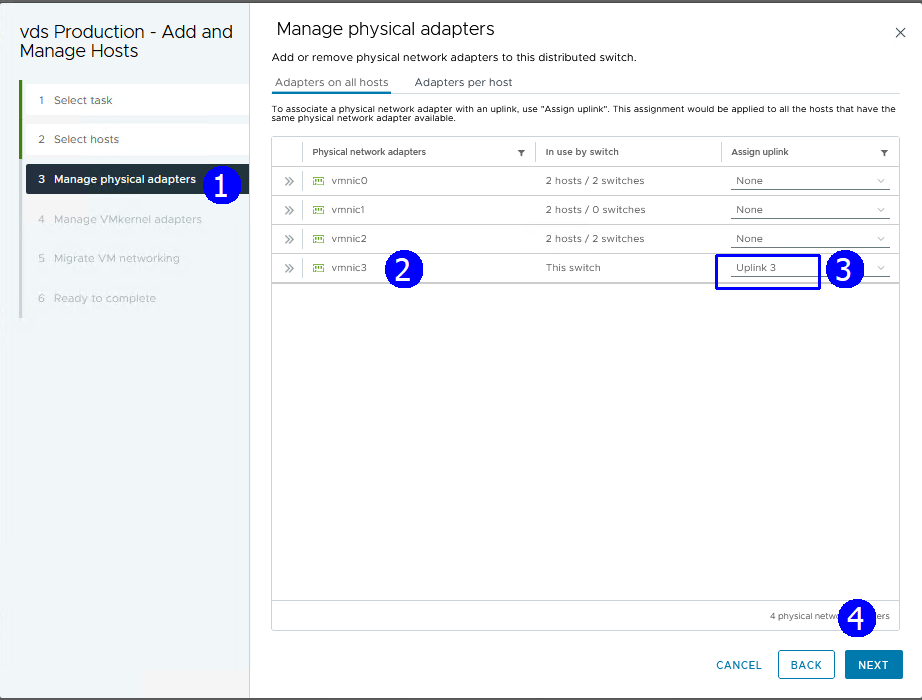 vds Production - Add and
Manage Hosts
1 Select task
2 Select hosts
3 Manage physical adapters
1
4 Manage VMkernel adapters
5 Migrate VM networking
6 Ready to complete
Manage physical adapters
Add or remove physical network adapters to this distributed switch.
Adapters on all hosts Adapters per host
To associate a physical network adapter with an uplink, use "Assign uplink". This assignment would be applied to all the hosts that have the
same physical network adapter available.
Physical network adapters In use by switch Assign uplink
vmnic0 2 hosts / 2 switches None
vmnic1 2 hosts / 0 switches None
vmnic2 2 hosts / 2 switches None
vmnic3 2 This switch Uplink 3 3
4 physical 4
CANCEL BACK NEXT